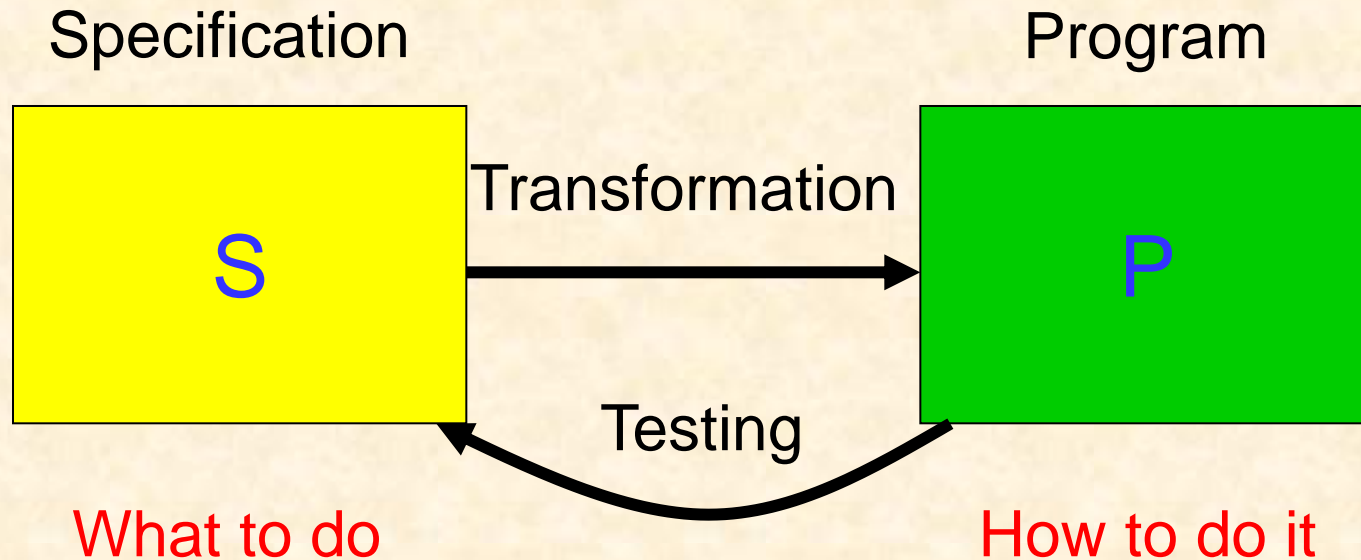 Specification
Program
Transformation
S
P
Testing
What to do
How to do it